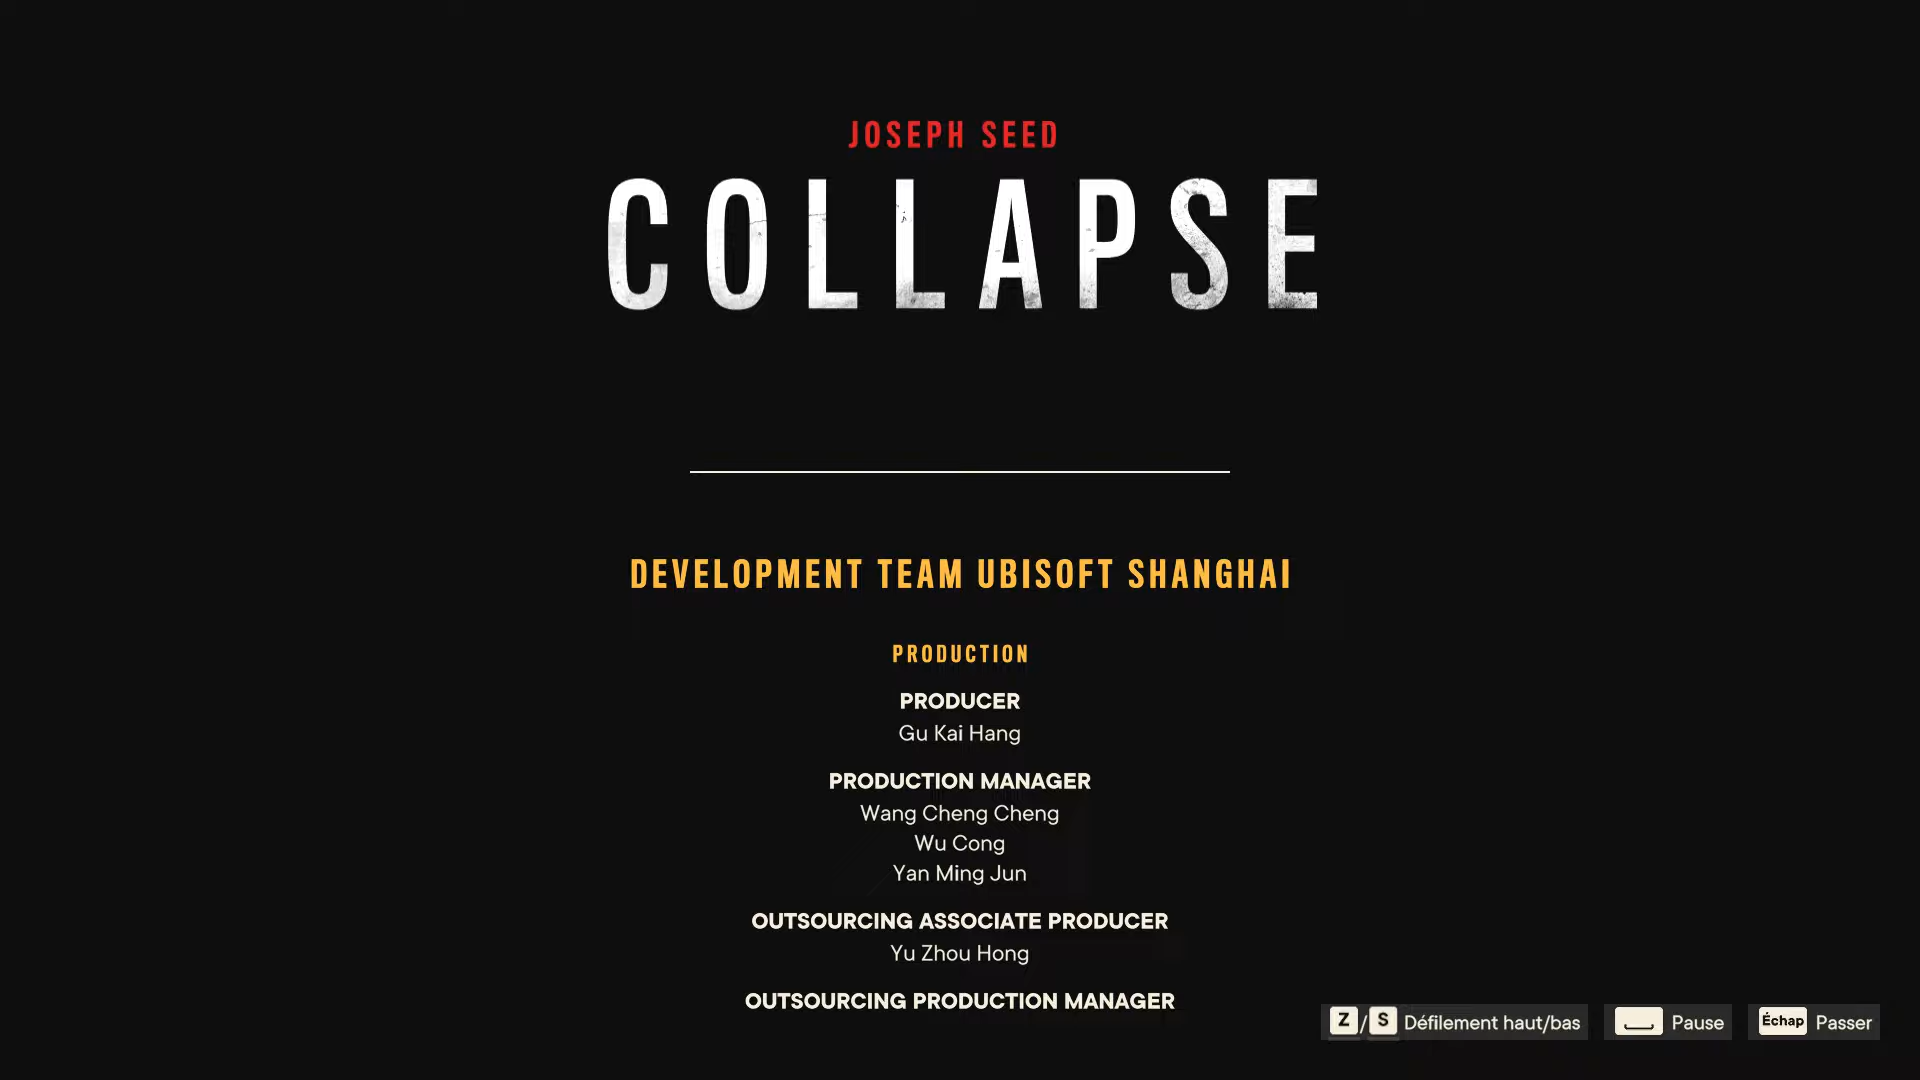 JOSEPH SEED
COLLAPSE
DEVELOPMENT TEAM UBISOFT SHANGHAI
PRODUCTION
PRODUCER
Gu Kai Hang
PRODUCTION MANAGER
Wang Cheng Cheng
Wu Cong
Yan Ming Jun
OUTSOURCING ASSOCIATE PRODUCER
Yu Zhou Hong
OUTSOURCING PRODUCTION MANAGER
Z/S Défilement haut/bas Pause Échap Passer